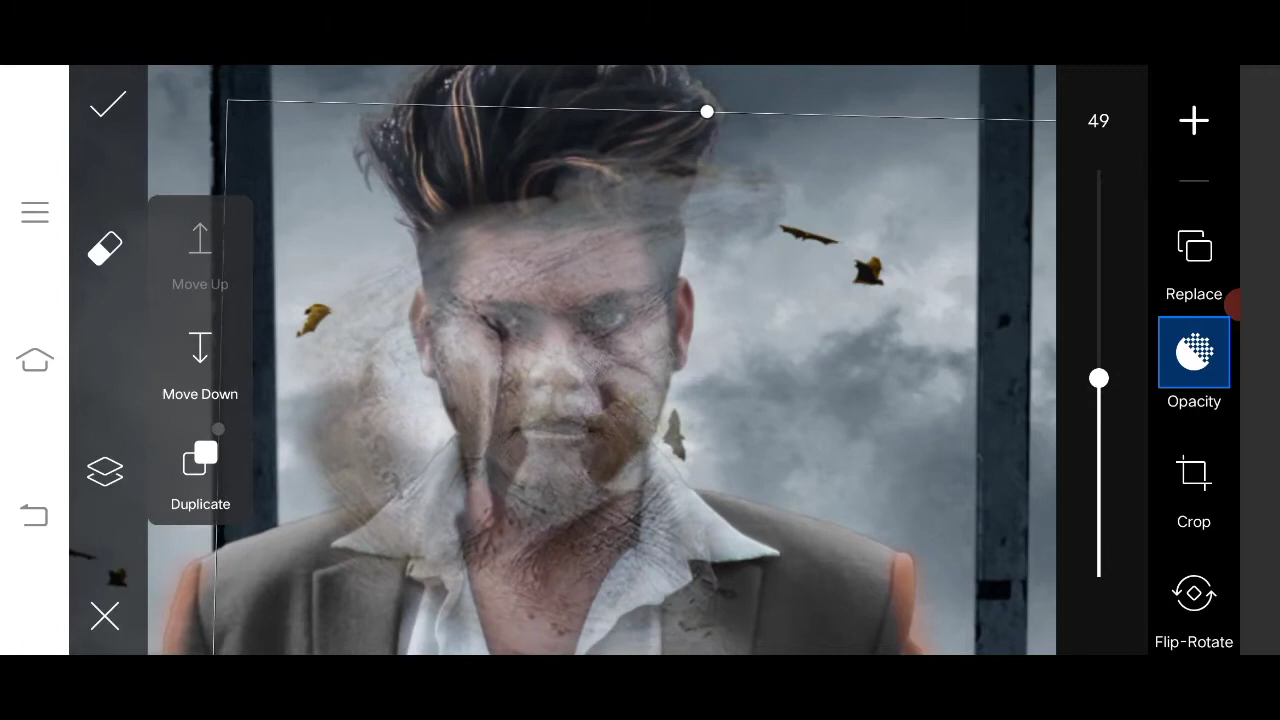 Move Up
Move Down
Duplicate
49
Replace
Opacity
Crop
Flip-Rotate